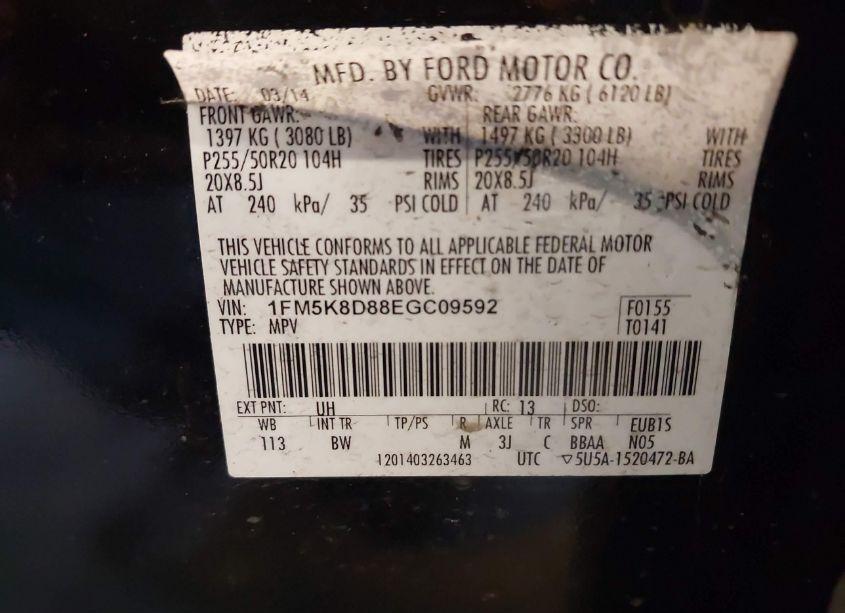 MFD. BY FORD MOTOR CO.
DATE: 03/14 GVWR: 2776 KG ( 6120 LB)
FRONT GAWR: REAR GAWR:
1397 KG ( 3080 LB) WITH 1497 KG ( 3300 LB) WITH
P255/50R20 104H TIRES P255/50R20 104H TIRES
20X8.5J RIMS 20X8.5J RIMS
AT 240 kPa/ 35 PSI COLD AT 240 kPa/ 35 PSI COLD
THIS VEHICLE CONFORMS TO ALL APPLICABLE FEDERAL MOTOR
VEHICLE SAFETY STANDARDS IN EFFECT ON THE DATE OF
MANUFACTURE SHOWN ABOVE.
VIN: 1FM5K8D88EGC09592 F0155
TYPE: MPV T0141
EXT PNT: UH RC: 13 DSO:
WB INT TR TP/PS R AXLE TR SPR EUB1S
113 BW M 3J C BBAA N05
1201403263463 UTC ▽5U5A-1520472-BA